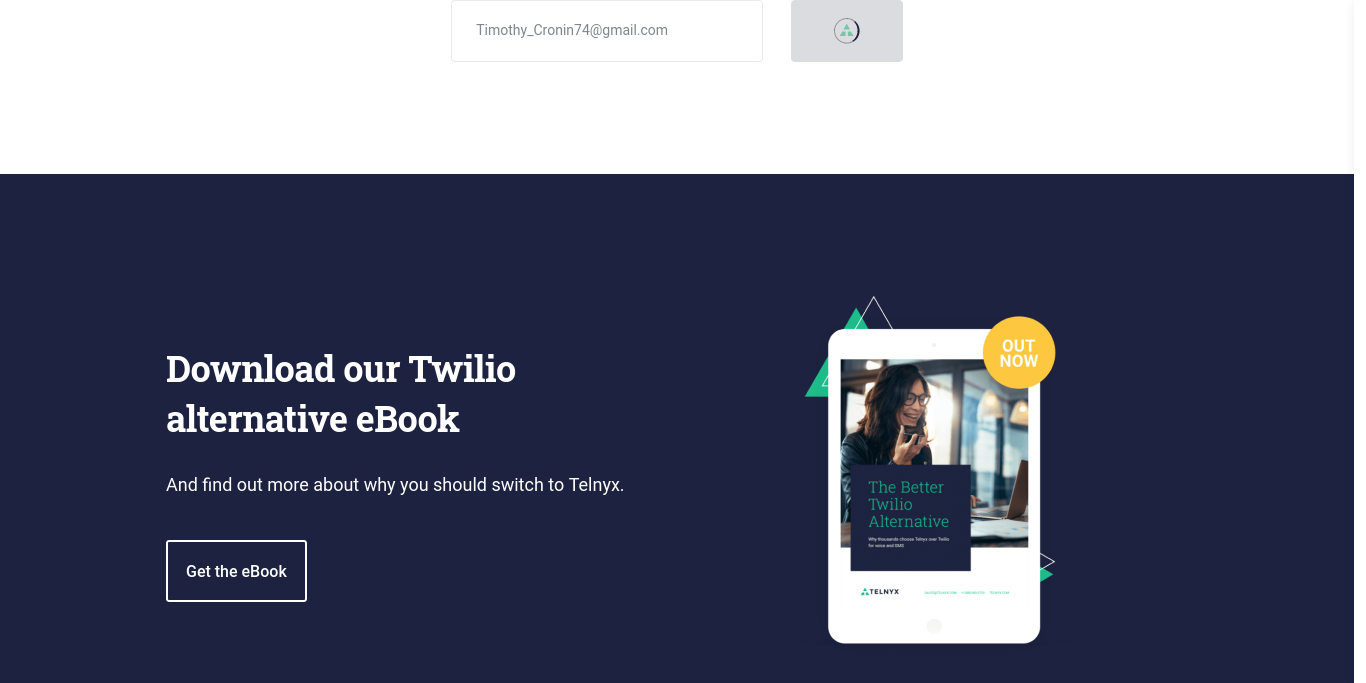 Timothy_Cronin74@gmail.com
Download our Twilio
alternative eBook
And find out more about why you should switch to Telnyx.
Get the eBook
OUT
NOW
The Better
Twilio
Alternative
Why thousands choose Telnyx over Twilio
for voice and SMS
TELNYX